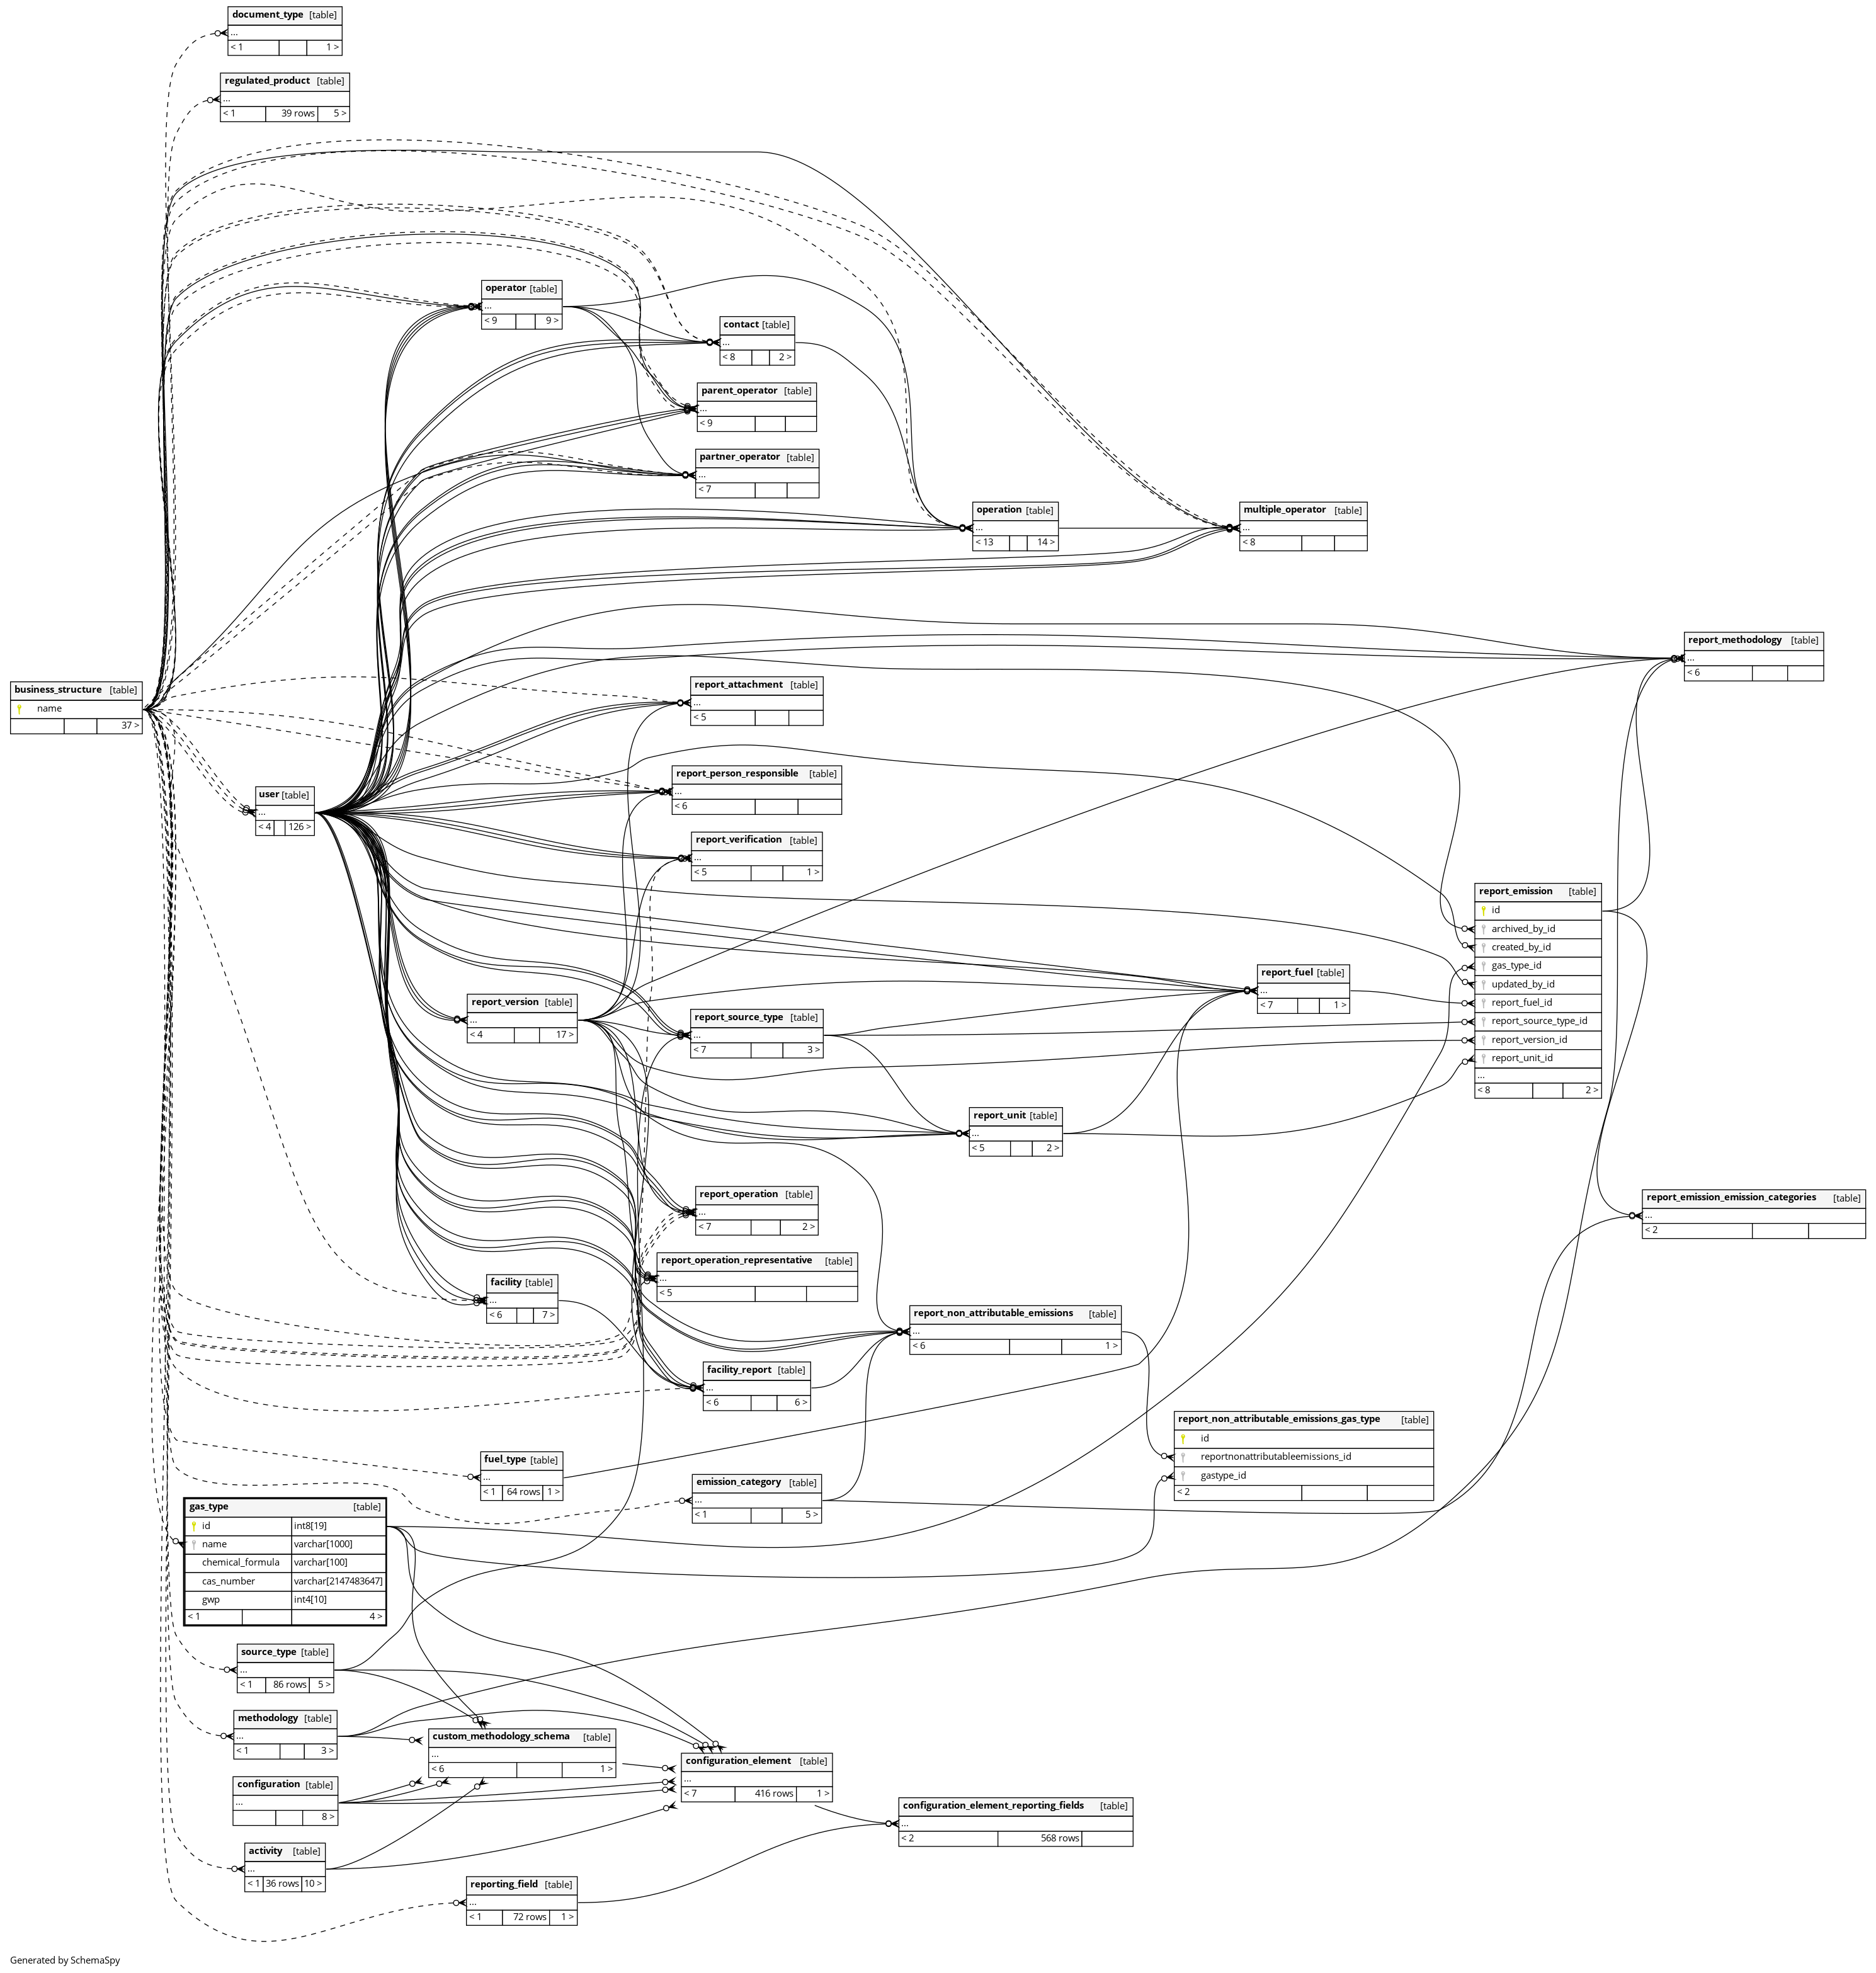 document_type [table]
...
< 1 1 >
regulated_product [table]
...
< 1 39 rows 5 >
operator [table]
...
< 9 9 >
contact [table]
...
< 8 2 >
parent_operator [table]
...
< 9
partner_operator [table]
...
< 7
operation [table]
...
< 13 14 >
multiple_operator [table]
...
< 8
report_methodology [table]
...
< 6
business_structure [table]
name
37 >
report_attachment [table]
...
< 5
report_person_responsible [table]
...
< 6
user [table]
...
< 4 126 >
report_verification [table]
...
< 5 1 >
report_emission [table]
id
archived_by_id
created_by_id
gas_type_id
updated_by_id
report_fuel_id
report_source_type_id
report_version_id
report_unit_id
...
< 8 2 >
report_fuel [table]
...
< 7 1 >
report_version [table]
...
< 4 17 >
report_source_type [table]
...
< 7 3 >
report_unit [table]
...
< 5 2 >
report_operation [table]
...
< 7 2 >
report_emission_emission_categories [table]
...
< 2
report_operation_representative [table]
...
< 5
facility [table]
...
< 6 7 >
report_non_attributable_emissions [table]
...
< 6 1 >
facility_report [table]
...
< 6 6 >
report_non_attributable_emissions_gas_type [table]
id
reportnonattributableemissions_id
gastype_id
< 2
fuel_type [table]
...
< 1 64 rows 1 >
emission_category [table]
...
< 1 5 >
gas_type [table]
id int8[19]
name varchar[1000]
chemical_formula varchar[100]
cas_number varchar[2147483647]
gwp int4[10]
< 1 4 >
source_type [table]
...
< 1 86 rows 5 >
methodology [table]
...
< 1 3 >
custom_methodology_schema [table]
...
< 6 1 >
configuration_element [table]
...
< 7 416 rows 1 >
configuration [table]
...
8 >
configuration_element_reporting_fields [table]
...
< 2 568 rows
activity [table]
...
< 1 36 rows 10 >
reporting_field [table]
...
< 1 72 rows 1 >
Generated by SchemaSpy